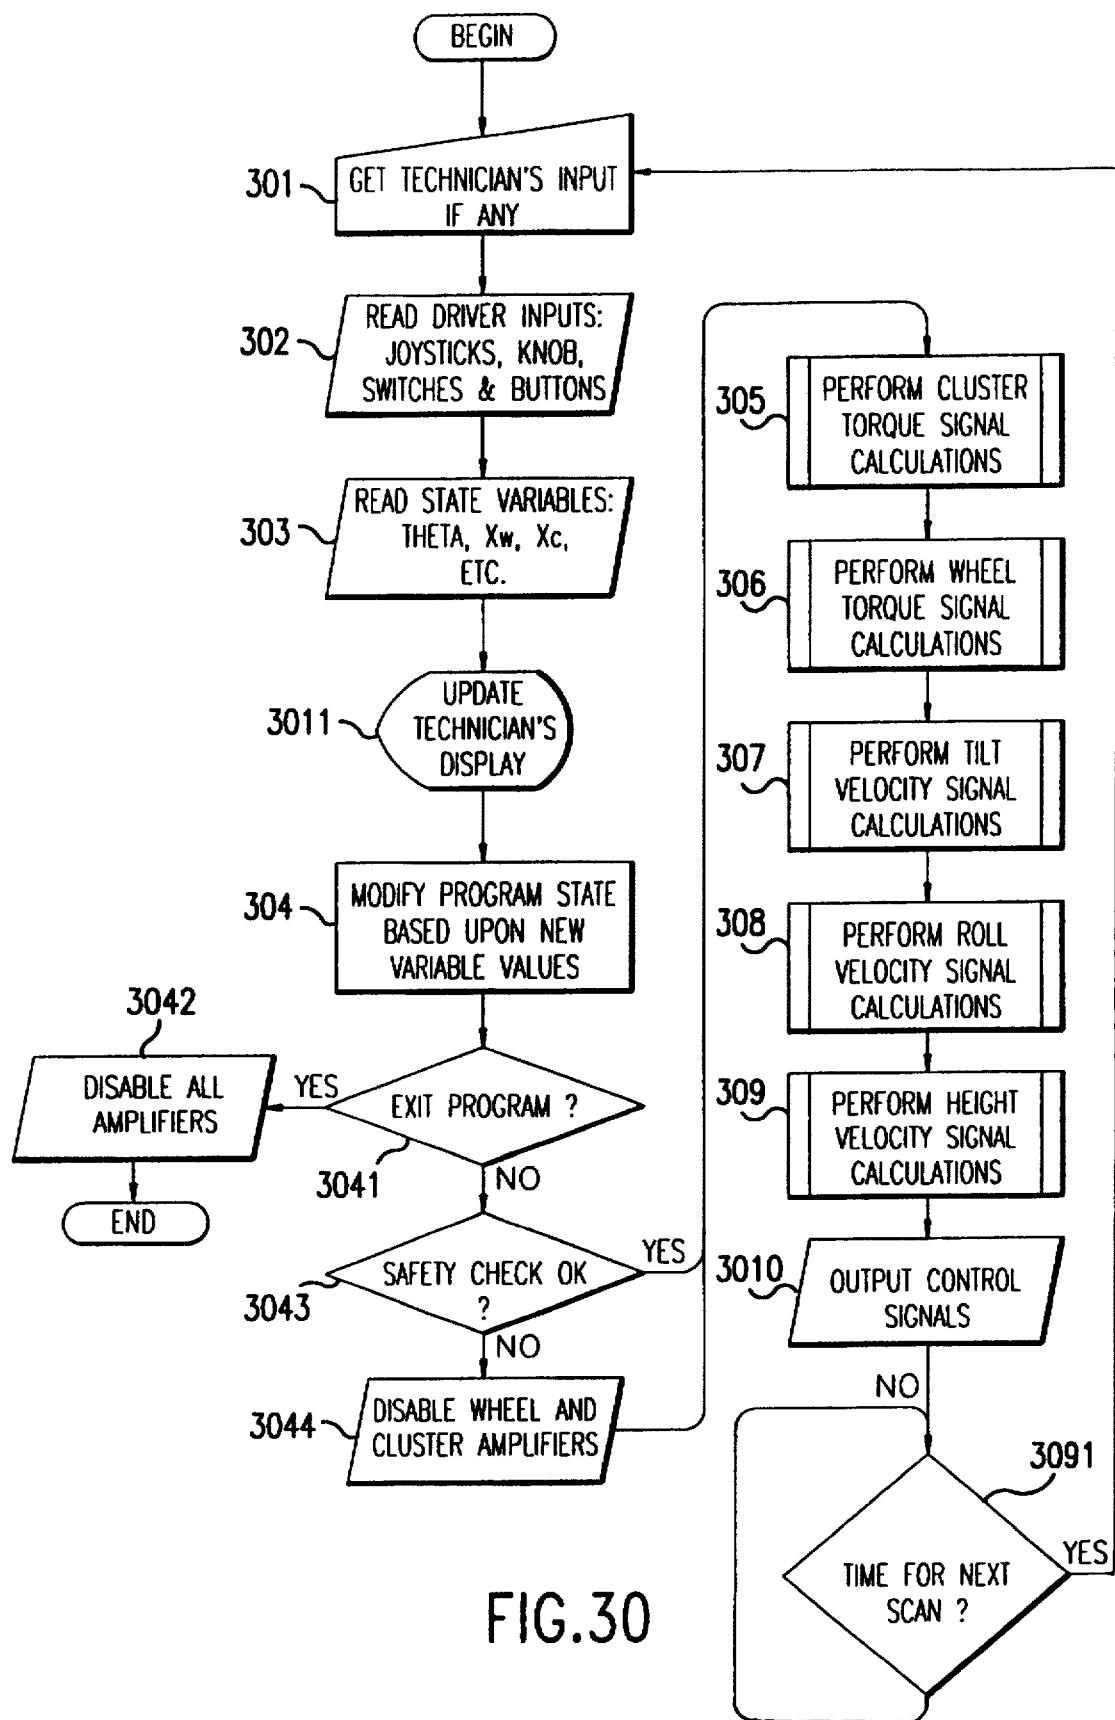 BEGIN
301
GET TECHNICIAN'S INPUT
IF ANY
302
READ DRIVER INPUTS:
JOYSTICKS, KNOB,
SWITCHES & BUTTONS
303
READ STATE VARIABLES:
THETA, Xw, Xc,
ETC.
3011
UPDATE
TECHNICIAN'S
DISPLAY
304
MODIFY PROGRAM STATE
BASED UPON NEW
VARIABLE VALUES
3042
DISABLE ALL
AMPLIFIERS
YES
EXIT PROGRAM ?
3041
NO
END
SAFETY CHECK OK
?
3043
YES
NO
3044
DISABLE WHEEL AND
CLUSTER AMPLIFIERS
305
PERFORM CLUSTER
TORQUE SIGNAL
CALCULATIONS
306
PERFORM WHEEL
TORQUE SIGNAL
CALCULATIONS
307
PERFORM TILT
VELOCITY SIGNAL
CALCULATIONS
308
PERFORM ROLL
VELOCITY SIGNAL
CALCULATIONS
309
PERFORM HEIGHT
VELOCITY SIGNAL
CALCULATIONS
3010
OUTPUT CONTROL
SIGNALS
NO
3091
TIME FOR NEXT
SCAN ?
YES
FIG.30